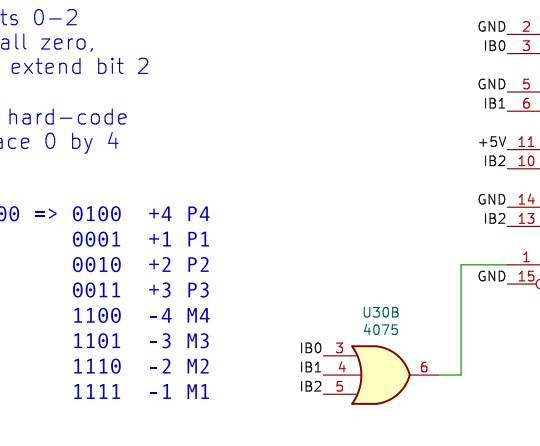 ts 0-2
all zero,
extend bit 2
hard-code
ace 0 by 4
00 => 0100 +4 P4
0001 +1 P1
0010 +2 P2
0011 +3 P3
1100 -4 M4
1101 -3 M3
1110 -2 M2
1111 -1 M1
GND 2
IB0 3
GND 5
IB1 6
+5V 11
IB2 10
GND 14
IB2 13
1
GND 15
U30B
4075
IB0 3
IB1 4 6
IB2 5